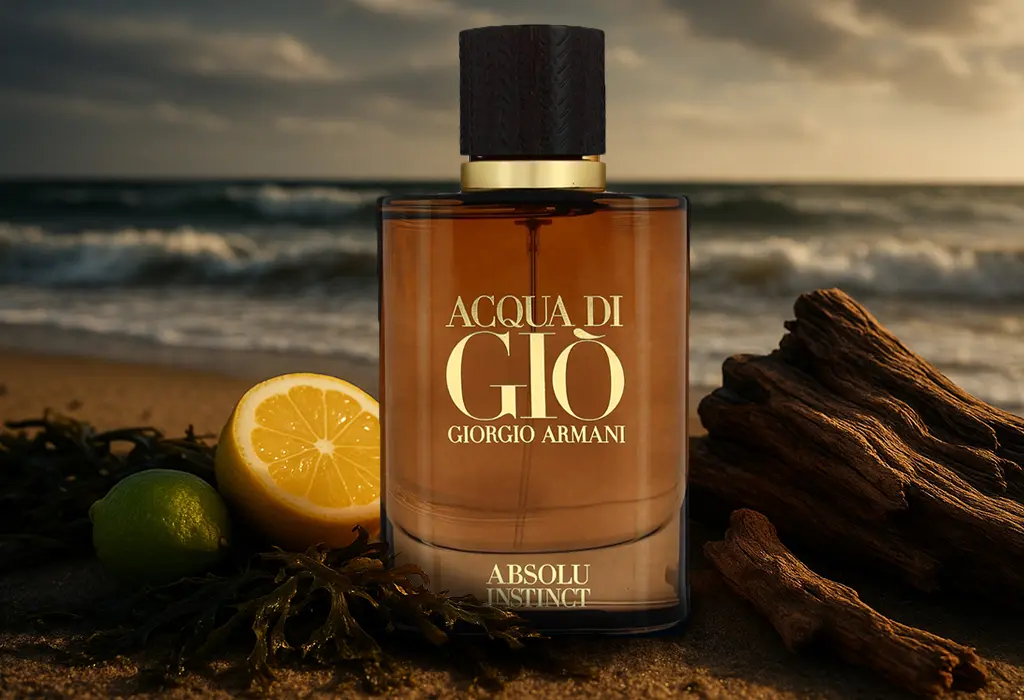 ACQUA DI
GIÒ
GIORGIO ARMANI
ABSOLU
INSTINCT